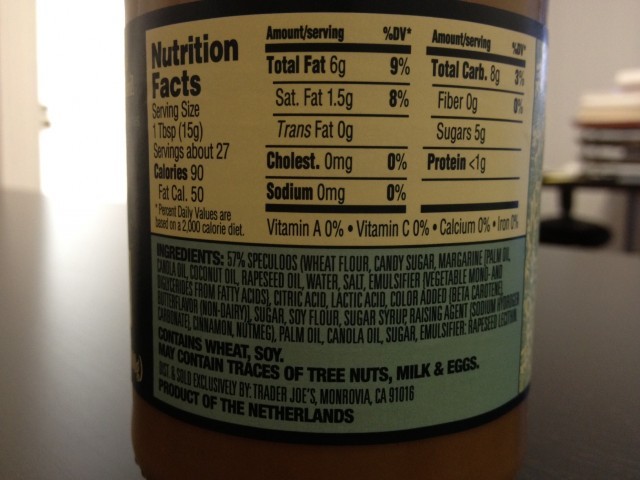 Nutrition
Facts
Serving Size
1 Tbsp (15g)
Servings about 27
Calories 90
Fat Cal. 50
* Percent Daily Values are
based on a 2,000 calorie diet.
Amount/serving %DV*
Total Fat 6g 9%
Sat. Fat 1.5g 8%
Trans Fat 0g
Cholest. 0mg 0%
Sodium 0mg 0%
Amount/serving %DV*
Total Carb. 8g 3%
Fiber 0g 0%
Sugars 5g
Protein <1g
Vitamin A 0% • Vitamin C 0% • Calcium 0% • Iron 0%
INGREDIENTS: 57% SPECULOOS (WHEAT FLOUR, CANDY SUGAR, MARGARINE [PALM OIL,
CANOLA OIL, COCONUT OIL, RAPESEED OIL, WATER, SALT, EMULSIFIER (VEGETABLE MONO- AND
DIGLYCERIDES FROM FATTY ACIDS), CITRIC ACID, LACTIC ACID, COLOR ADDED (BETA CAROTENE),
BUTTERFLAVOR (NON-DAIRY)], SUGAR, SOY FLOUR, SUGAR SYRUP, RAISING AGENT (SODIUM HYDROGEN
CARBONATE), CINNAMON, NUTMEG), PALM OIL, CANOLA OIL, SUGAR, EMULSIFIER: RAPESEED LECITHIN
CONTAINS WHEAT, SOY.
MAY CONTAIN TRACES OF TREE NUTS, MILK & EGGS.
DIST. & SOLD EXCLUSIVELY BY: TRADER JOE'S, MONROVIA, CA 91016
PRODUCT OF THE NETHERLANDS